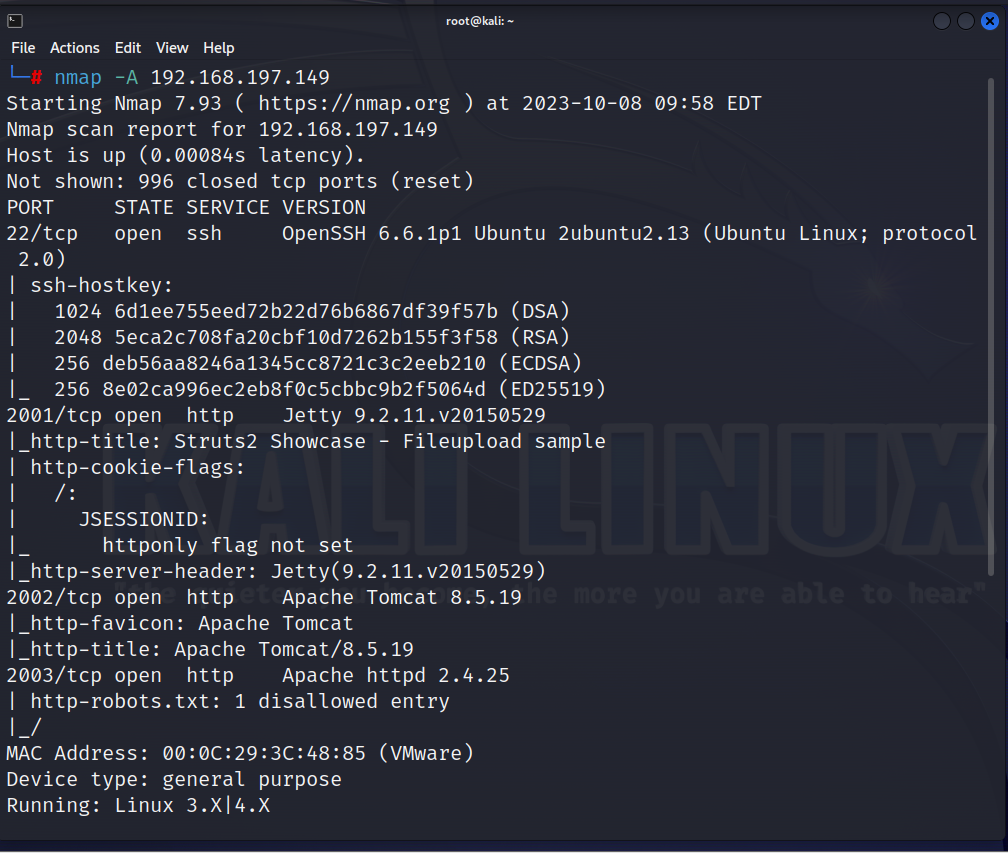 root@kali: ~
File Actions Edit View Help
└─# nmap -A 192.168.197.149
Starting Nmap 7.93 ( https://nmap.org ) at 2023-10-08 09:58 EDT
Nmap scan report for 192.168.197.149
Host is up (0.00084s latency).
Not shown: 996 closed tcp ports (reset)
PORT     STATE SERVICE VERSION
22/tcp   open  ssh     OpenSSH 6.6.1p1 Ubuntu 2ubuntu2.13 (Ubuntu Linux; protocol
 2.0)
| ssh-hostkey:
|   1024 6d1ee755eed72b22d76b6867df39f57b (DSA)
|   2048 5eca2c708fa20cbf10d7262b155f3f58 (RSA)
|   256 deb56aa8246a1345cc8721c3c2eeb210 (ECDSA)
|_  256 8e02ca996ec2eb8f0c5cbbc9b2f5064d (ED25519)
2001/tcp open  http    Jetty 9.2.11.v20150529
|_http-title: Struts2 Showcase - Fileupload sample
| http-cookie-flags:
|   /:
|     JSESSIONID:
|_      httponly flag not set
|_http-server-header: Jetty(9.2.11.v20150529)
2002/tcp open  http    Apache Tomcat 8.5.19
|_http-favicon: Apache Tomcat
|_http-title: Apache Tomcat/8.5.19
2003/tcp open  http    Apache httpd 2.4.25
| http-robots.txt: 1 disallowed entry
|_/
MAC Address: 00:0C:29:3C:48:85 (VMware)
Device type: general purpose
Running: Linux 3.X|4.X
KALI LINUX
the more you are able to hear"